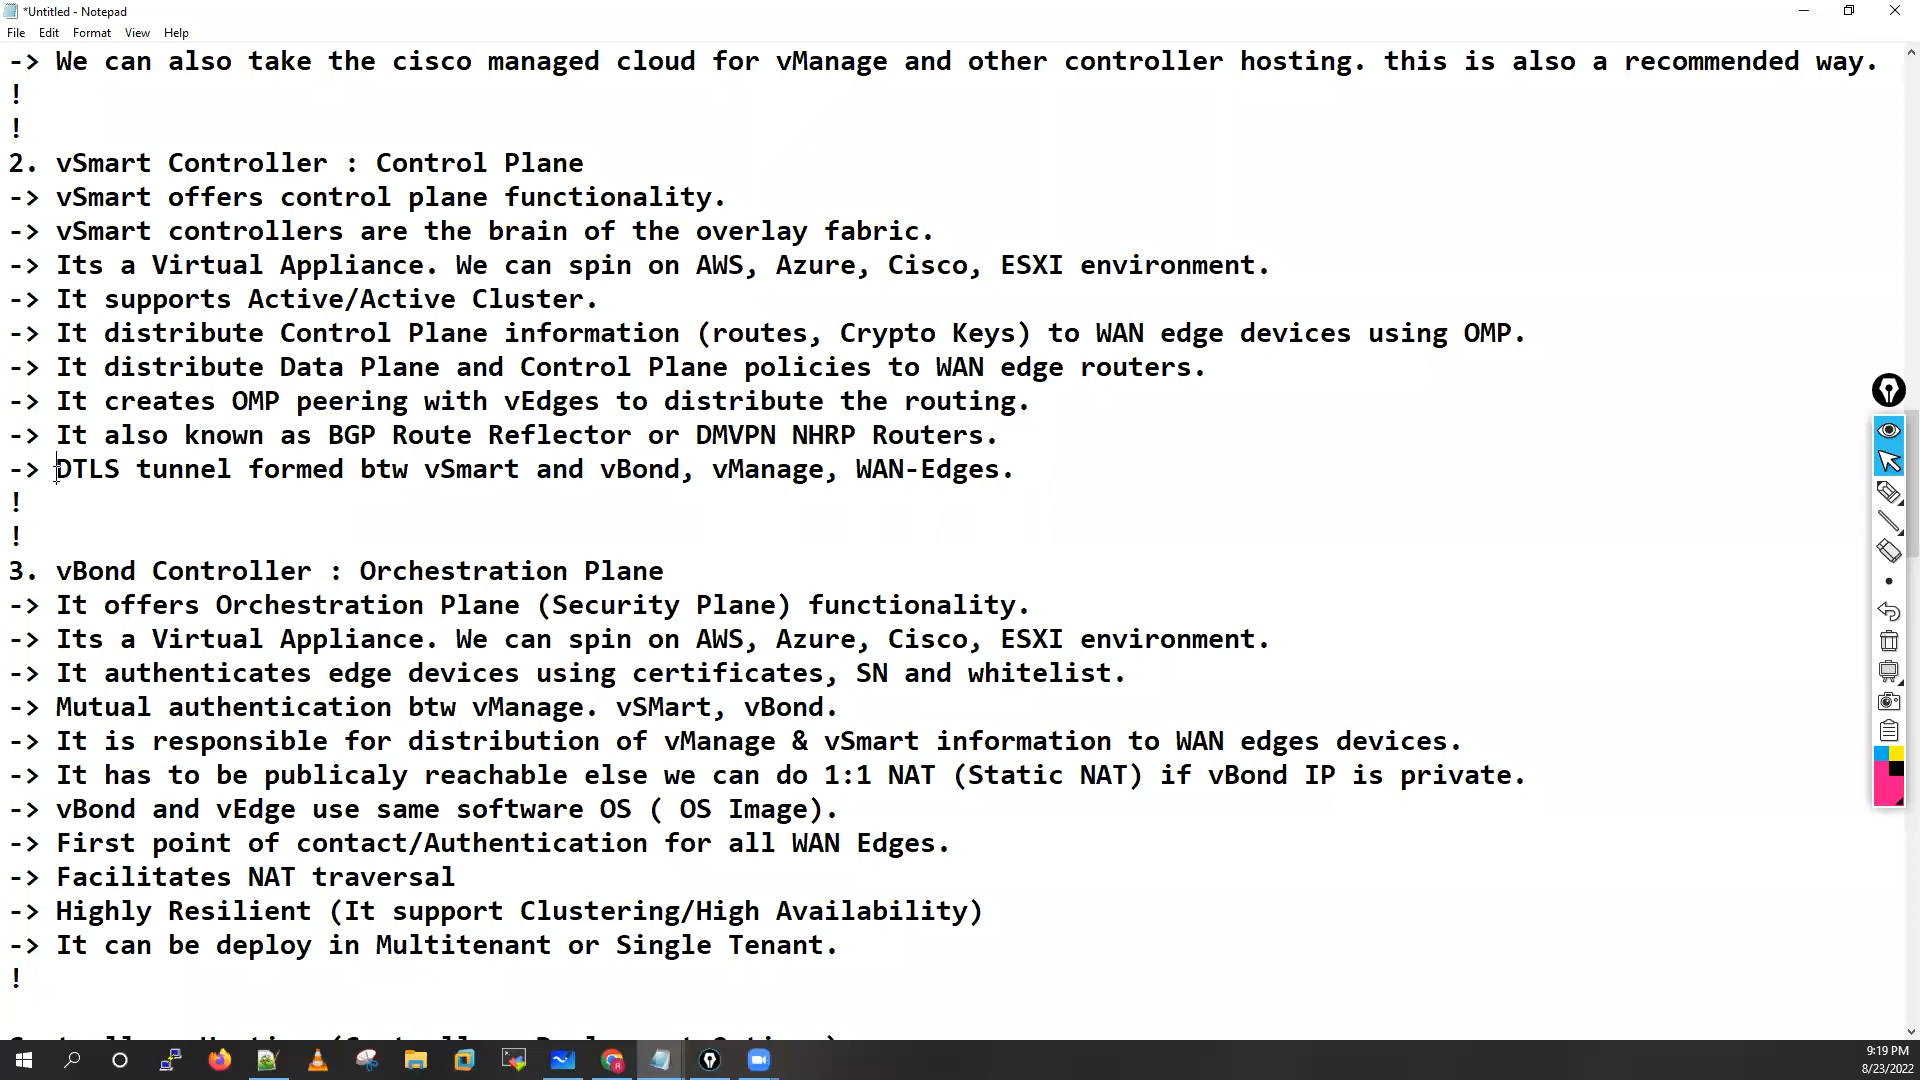 *Untitled - Notepad
File Edit Format View Help
-> We can also take the cisco managed cloud for vManage and other controller hosting. this is also a recommended way.
!
!
2. vSmart Controller : Control Plane
-> vSmart offers control plane functionality.
-> vSmart controllers are the brain of the overlay fabric.
-> Its a Virtual Appliance. We can spin on AWS, Azure, Cisco, ESXI environment.
-> It supports Active/Active Cluster.
-> It distribute Control Plane information (routes, Crypto Keys) to WAN edge devices using OMP.
-> It distribute Data Plane and Control Plane policies to WAN edge routers.
-> It creates OMP peering with vEdges to distribute the routing.
-> It also known as BGP Route Reflector or DMVPN NHRP Routers.
-> DTLS tunnel formed btw vSmart and vBond, vManage, WAN-Edges.
!
!
3. vBond Controller : Orchestration Plane
-> It offers Orchestration Plane (Security Plane) functionality.
-> Its a Virtual Appliance. We can spin on AWS, Azure, Cisco, ESXI environment.
-> It authenticates edge devices using certificates, SN and whitelist.
-> Mutual authentication btw vManage. vSMart, vBond.
-> It is responsible for distribution of vManage & vSmart information to WAN edges devices.
-> It has to be publicaly reachable else we can do 1:1 NAT (Static NAT) if vBond IP is private.
-> vBond and vEdge use same software OS ( OS Image).
-> First point of contact/Authentication for all WAN Edges.
-> Facilitates NAT traversal
-> Highly Resilient (It support Clustering/High Availability)
-> It can be deploy in Multitenant or Single Tenant.
!
9:19 PM
8/23/2022